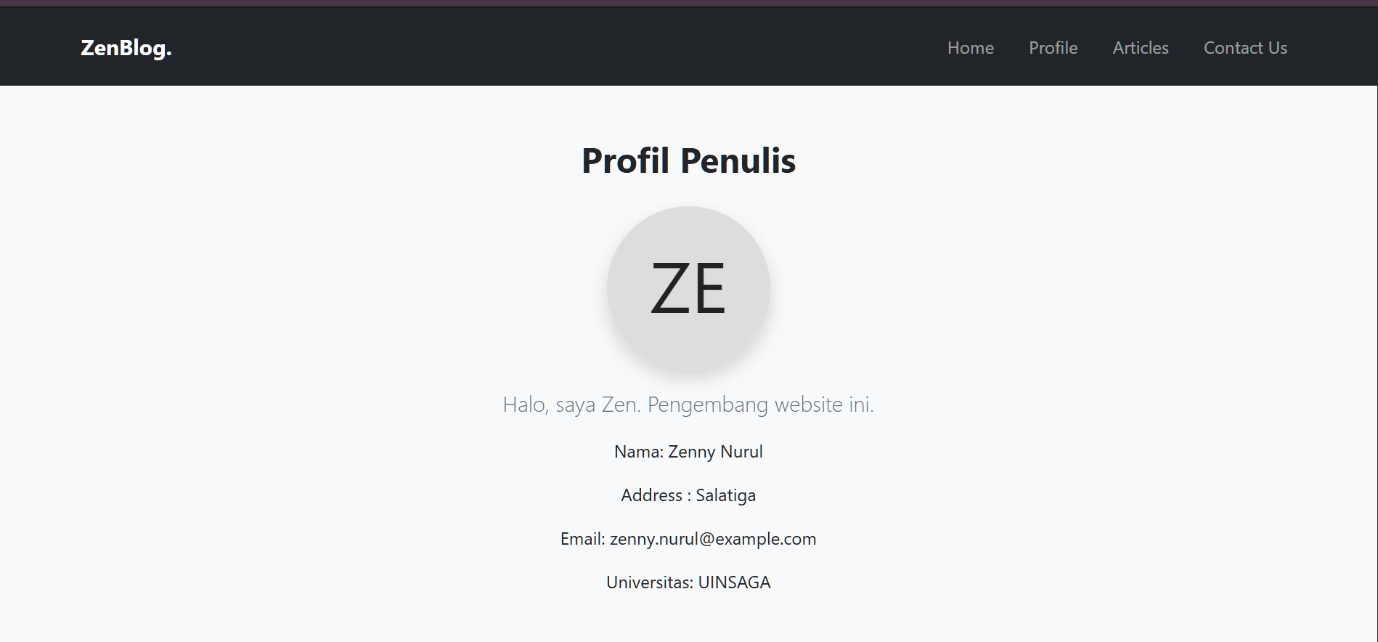 ZenBlog.
Home Profile Articles Contact Us
Profil Penulis
ZE
Halo, saya Zen. Pengembang website ini.
Nama: Zenny Nurul
Address : Salatiga
Email: zenny.nurul@example.com
Universitas: UINSAGA